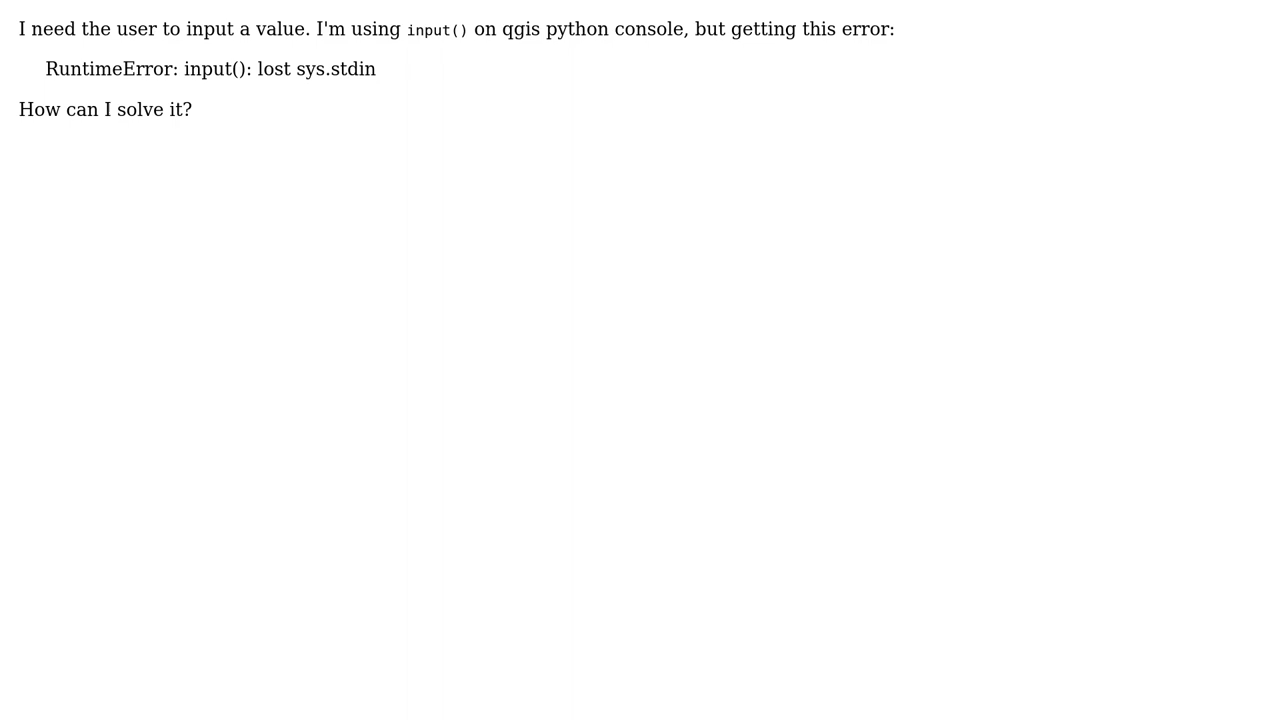 I need the user to input a value. I'm using input() on qgis python console, but getting this error:
RuntimeError: input(): lost sys.stdin
How can I solve it?